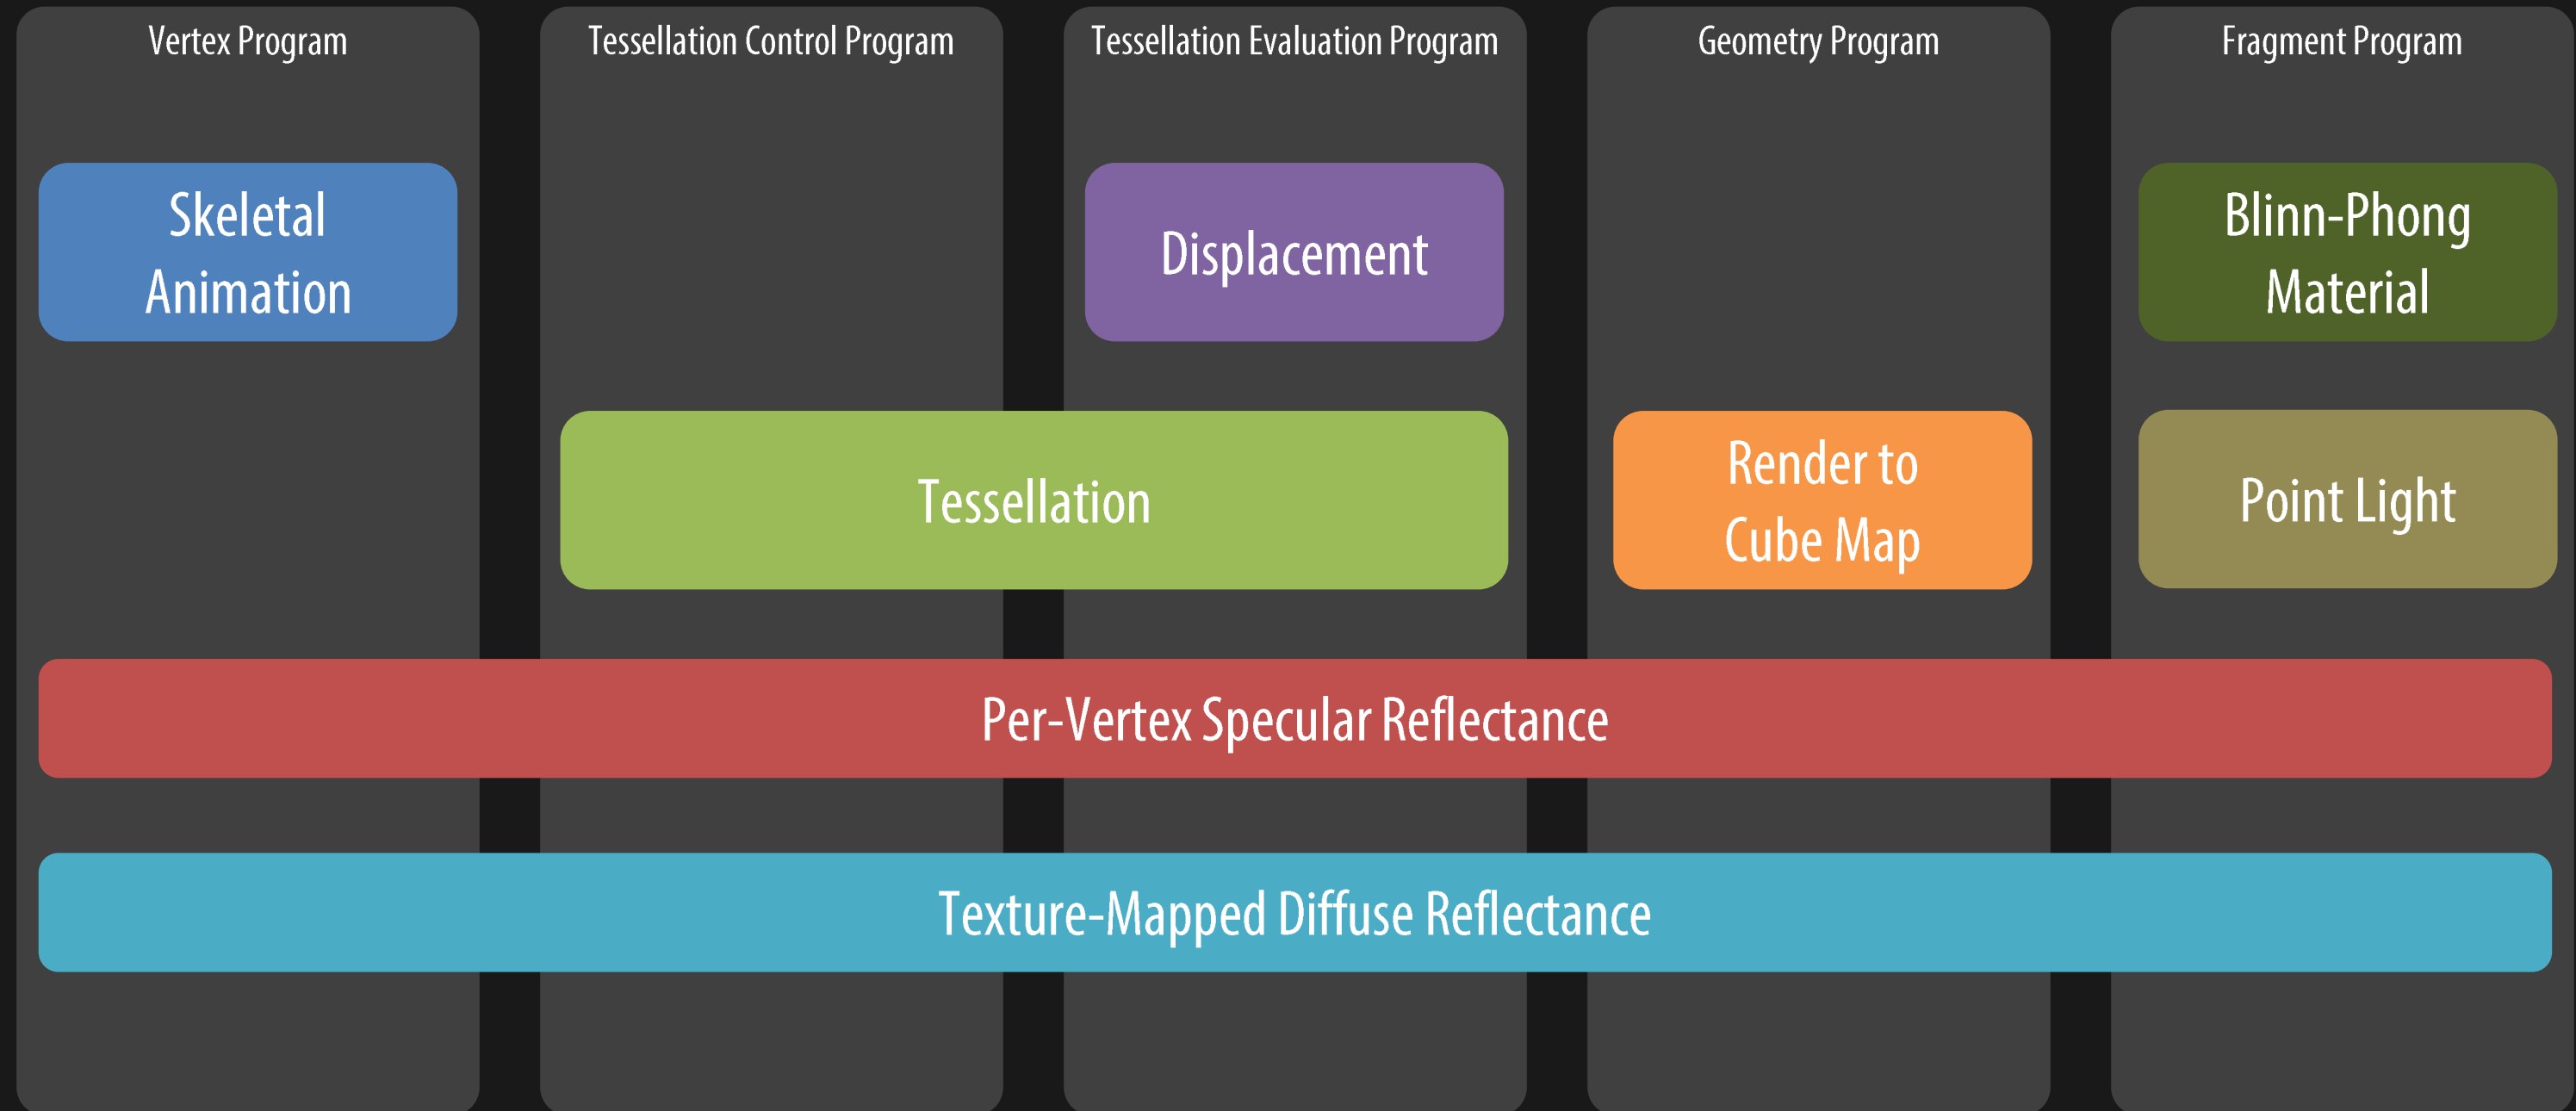 Vertex Program
Tessellation Control Program
Tessellation Evaluation Program
Geometry Program
Fragment Program
Skeletal
Animation
Displacement
Blinn-Phong
Material
Tessellation
Render to
Cube Map
Point Light
Per-Vertex Specular Reflectance
Texture-Mapped Diffuse Reflectance